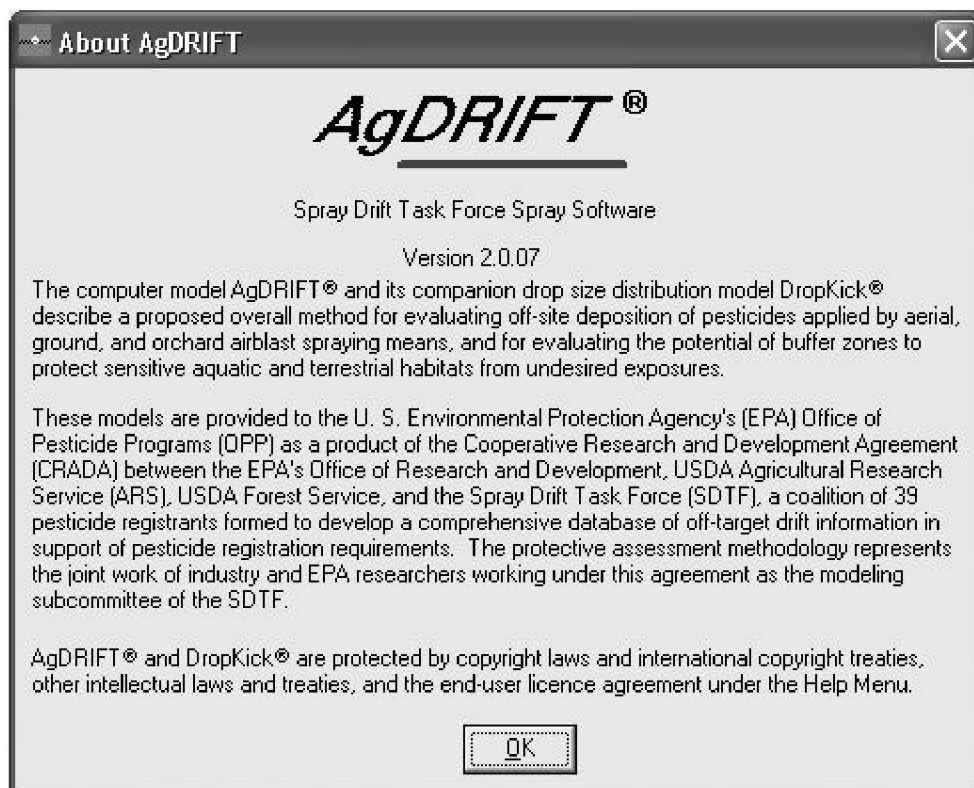 About AgDRIFT
AgDRIFT®
Spray Drift Task Force Spray Software
Version 2.0.07
The computer model AgDRIFT® and its companion drop size distribution model DropKick®
describe a proposed overall method for evaluating off-site deposition of pesticides applied by aerial,
ground, and orchard airblast spraying means, and for evaluating the potential of buffer zones to
protect sensitive aquatic and terrestrial habitats from undesired exposures.
These models are provided to the U. S. Environmental Protection Agency's (EPA) Office of
Pesticide Programs (OPP) as a product of the Cooperative Research and Development Agreement
(CRADA) between the EPA's Office of Research and Development, USDA Agricultural Research
Service (ARS), USDA Forest Service, and the Spray Drift Task Force (SDTF), a coalition of 39
pesticide registrants formed to develop a comprehensive database of off-target drift information in
support of pesticide registration requirements.  The protective assessment methodology represents
the joint work of industry and EPA researchers working under this agreement as the modeling
subcommittee of the SDTF.
AgDRIFT® and DropKick® are protected by copyright laws and international copyright treaties,
other intellectual laws and treaties, and the end-user licence agreement under the Help Menu.
OK